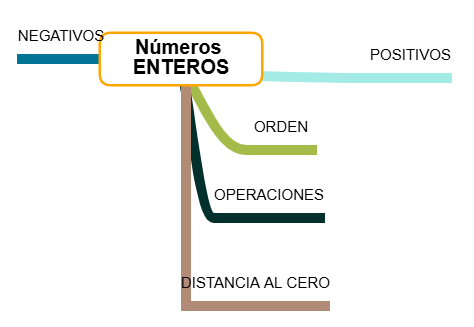 NEGATIVOS
Números
ENTEROS
POSITIVOS
ORDEN
OPERACIONES
DISTANCIA AL CERO